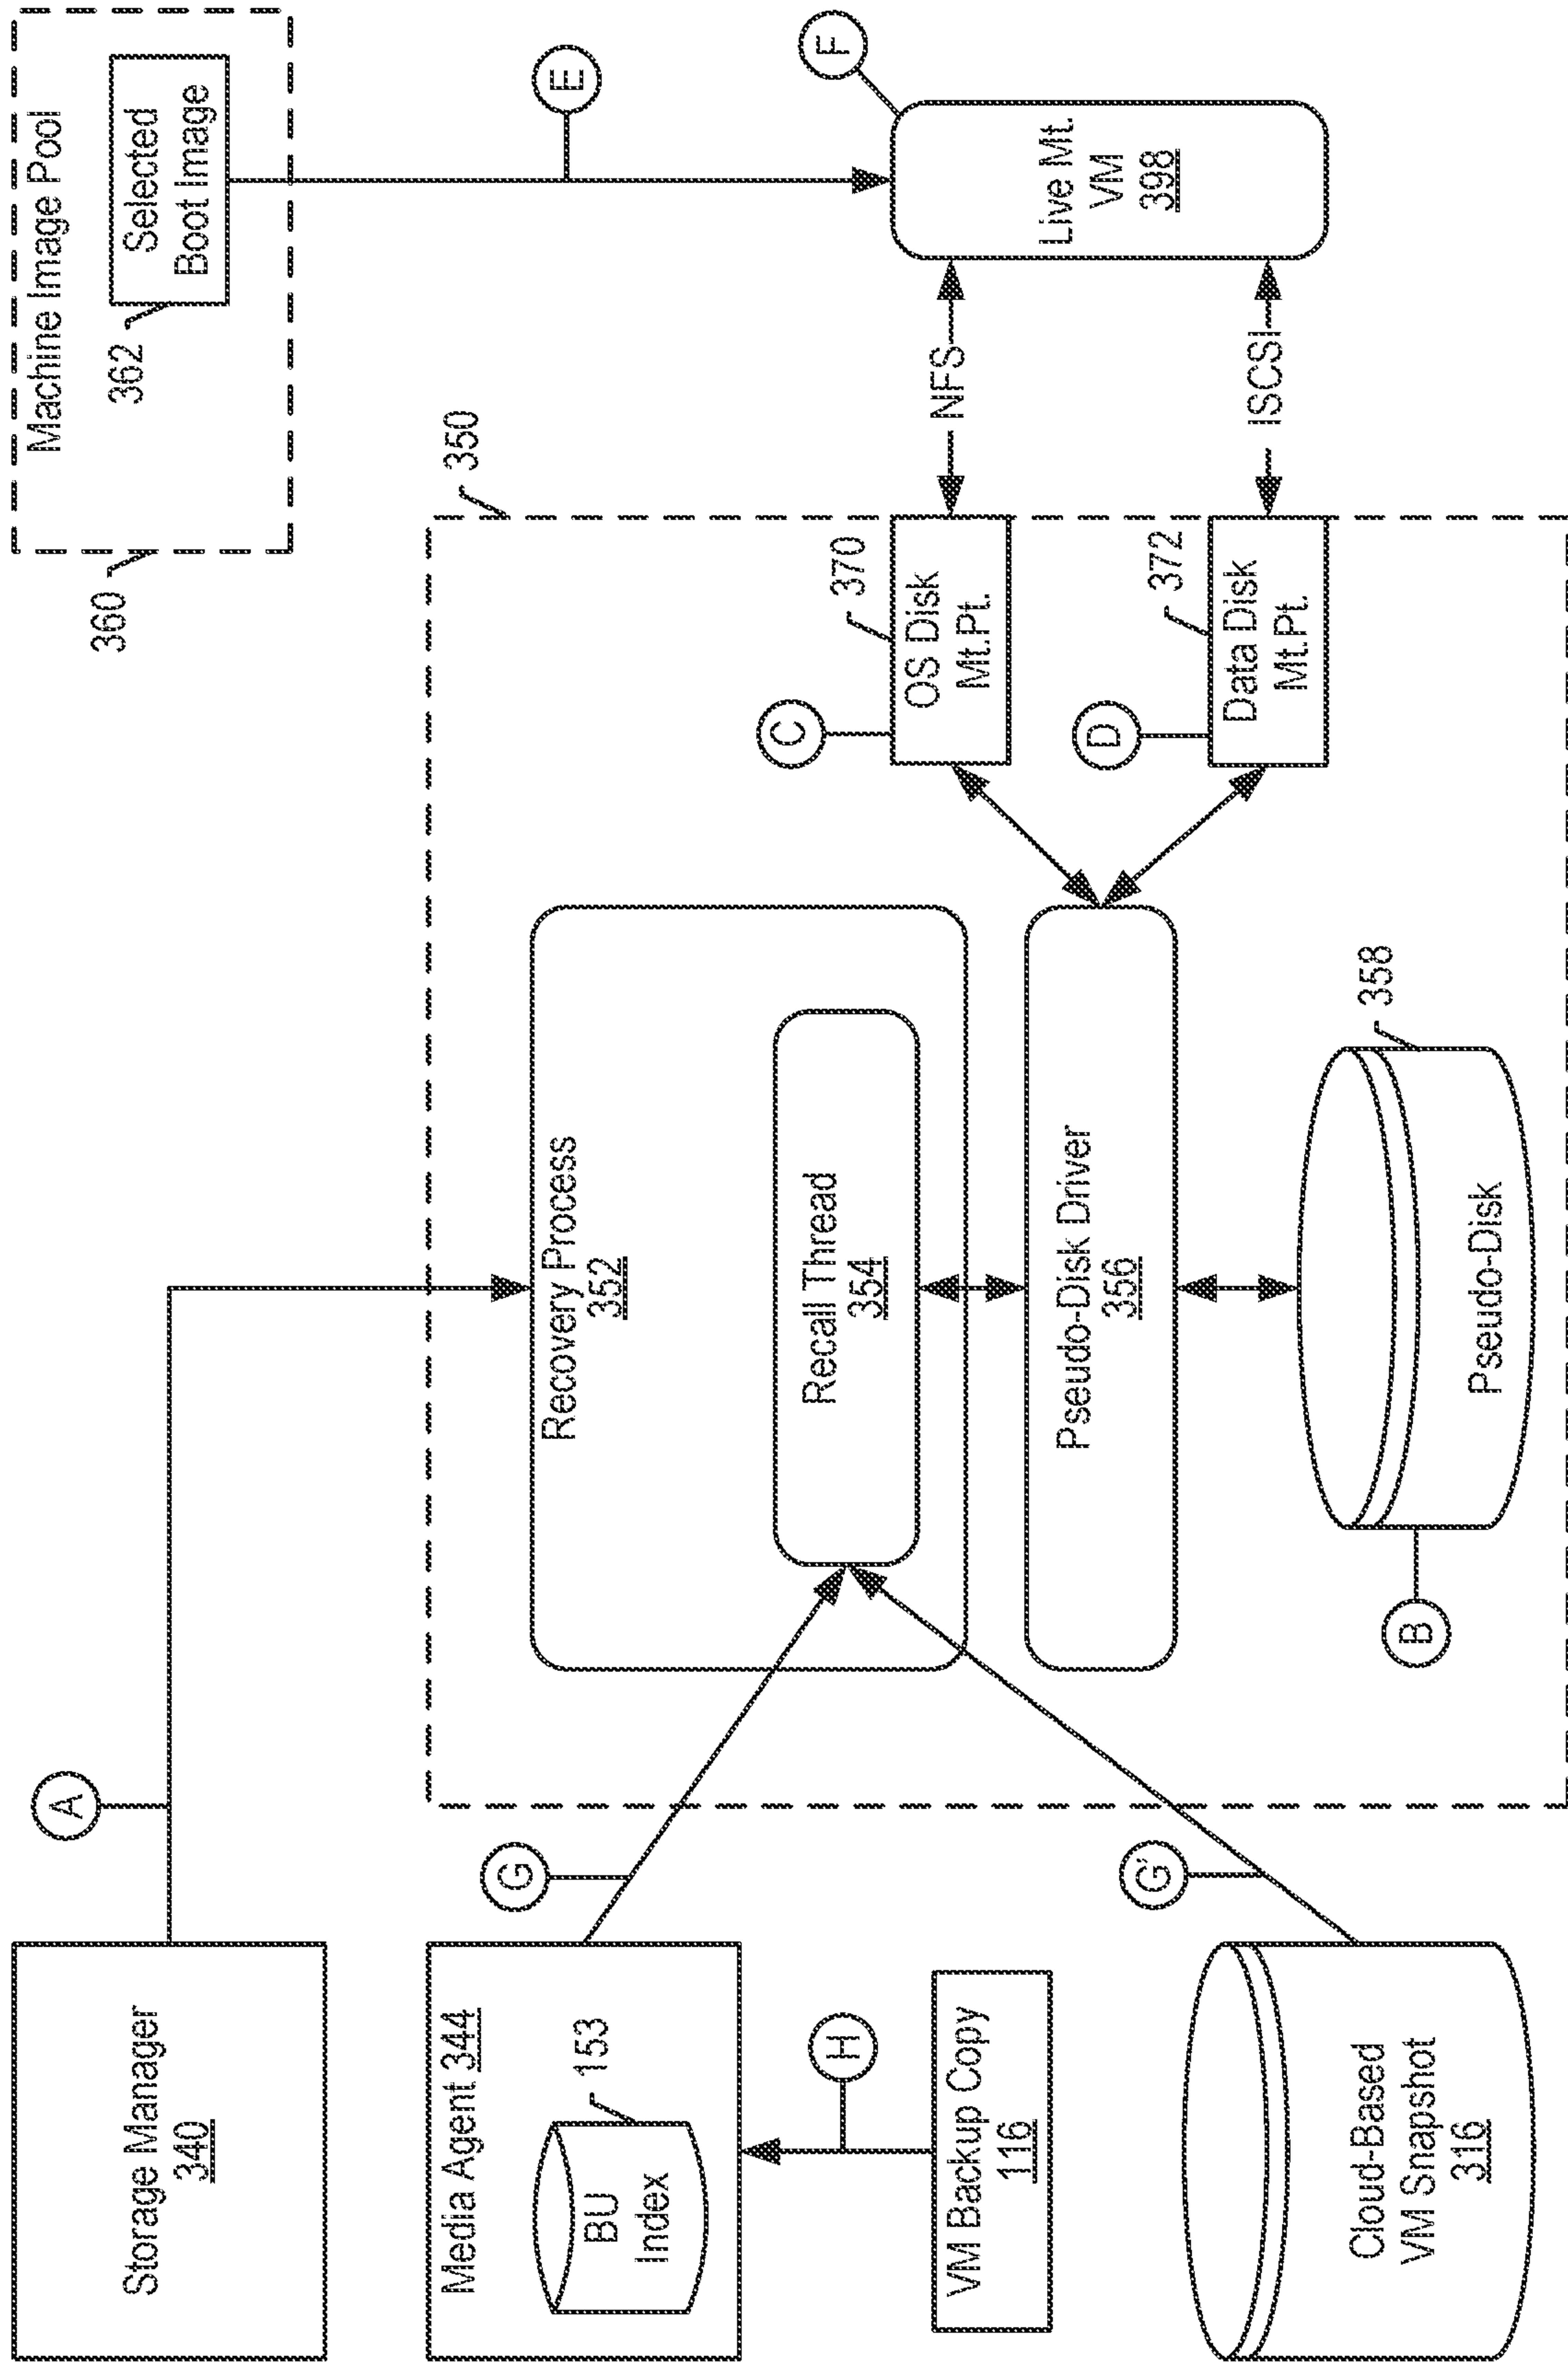 Storage Manager
340
A
Machine Image Pool
Selected
Boot Image
362
360
E
Media Agent 344
BU
Index
153
H
VM Backup Copy
116
Cloud-Based
VM Snapshot
316
G
G'
350
Recovery Process
352
Recall Thread
354
Pseudo-Disk Driver
356
Pseudo-Disk
358
B
C
OS Disk
Mt.Pt.
370
D
Data Disk
Mt.Pt.
372
NFS
ISCSI
Live Mt.
VM
398
F